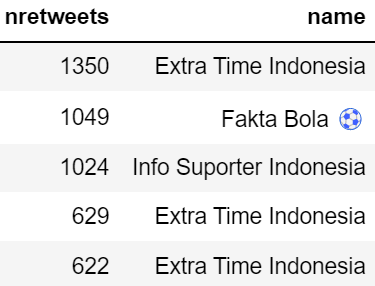 nretweets name
1350 Extra Time Indonesia
1049 Fakta Bola ⚽
1024 Info Suporter Indonesia
629 Extra Time Indonesia
622 Extra Time Indonesia